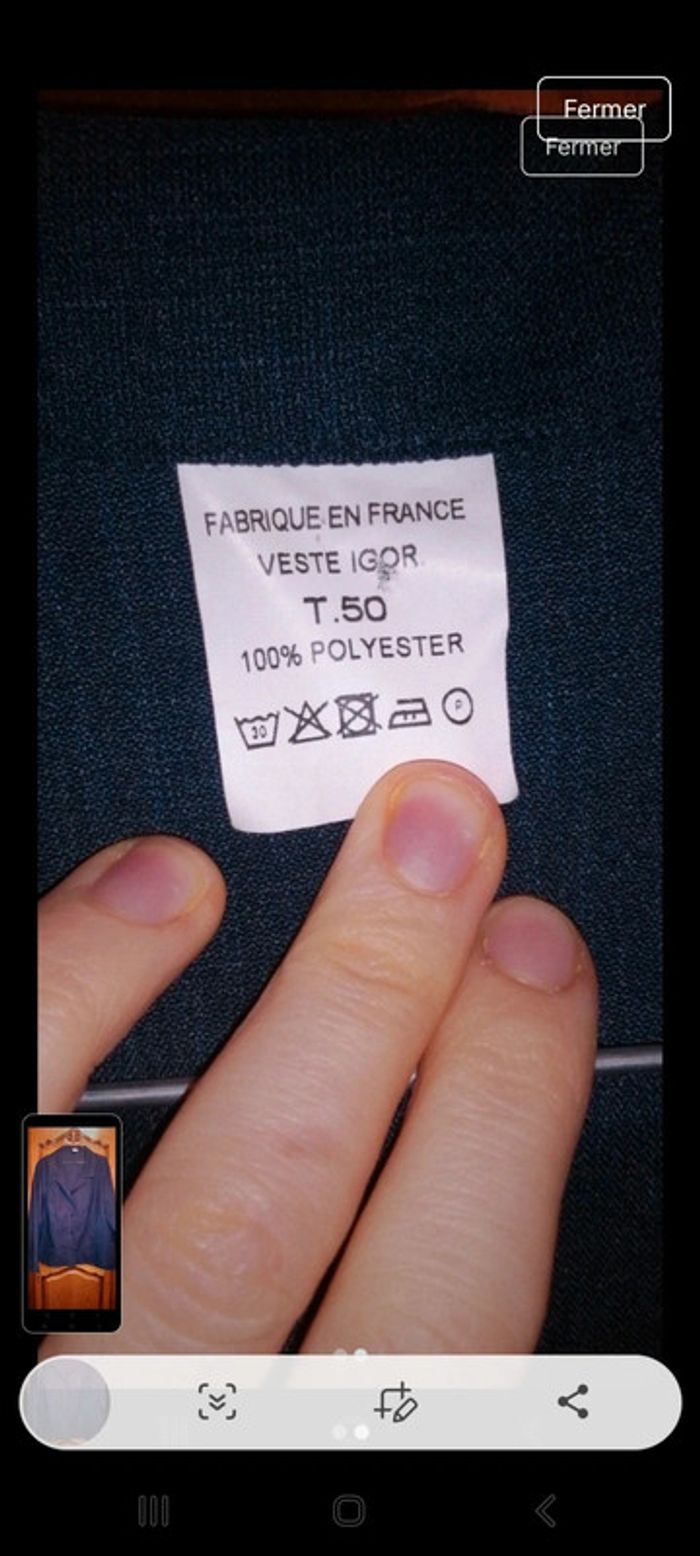 Fermer
Fermer
FABRIQUE EN FRANCE
VESTE IGOR
T.50
100% POLYESTER
30
P